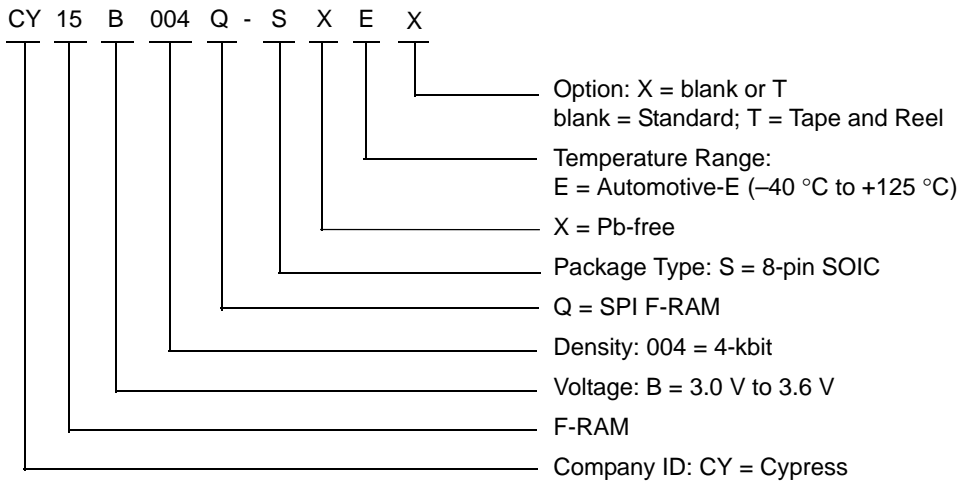 CY 15 B 004 Q - S X E X
Option: X = blank or T
blank = Standard; T = Tape and Reel
Temperature Range:
E = Automotive-E (–40 °C to +125 °C)
X = Pb-free
Package Type: S = 8-pin SOIC
Q = SPI F-RAM
Density: 004 = 4-kbit
Voltage: B = 3.0 V to 3.6 V
F-RAM
Company ID: CY = Cypress